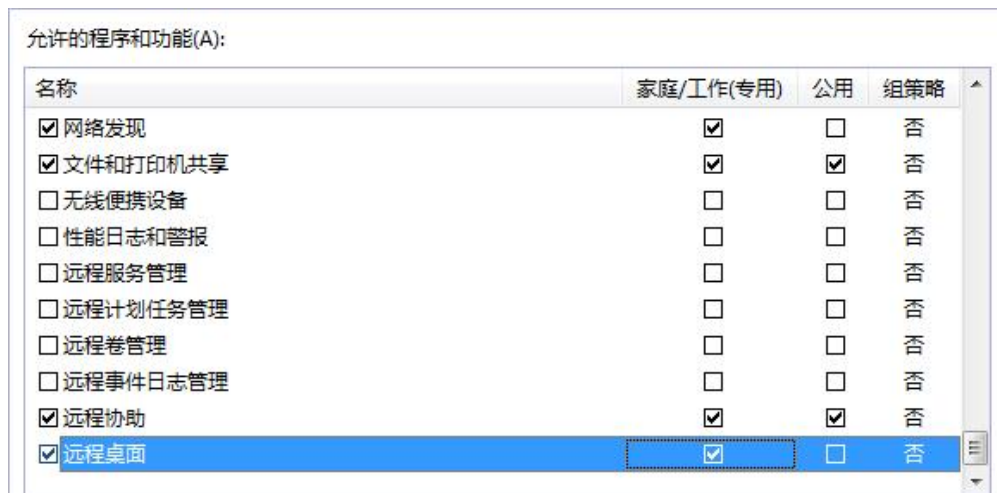 允许的程序和功能(A):
名称 家庭/工作(专用) 公用 组策略
网络发现 否
文件和打印机共享 否
无线便携设备 否
性能日志和警报 否
远程服务管理 否
远程计划任务管理 否
远程卷管理 否
远程事件日志管理 否
远程协助 否
远程桌面 否